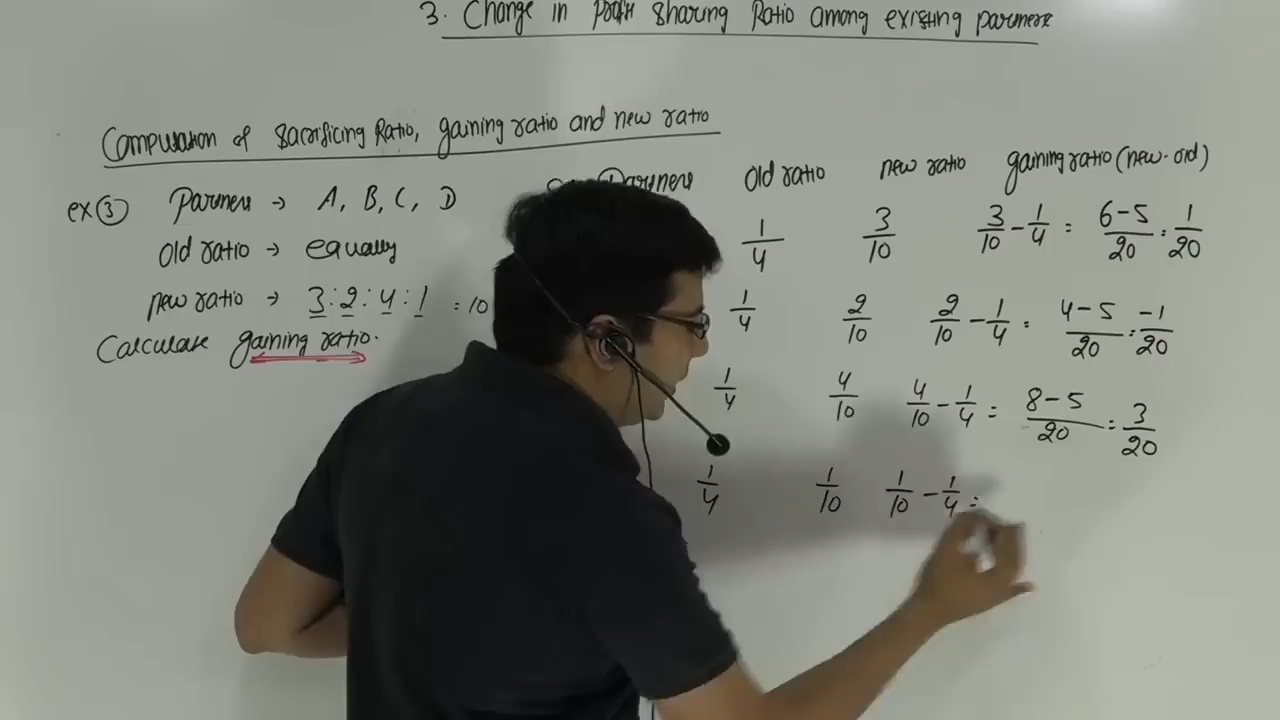 3. Change in Profit Sharing Ratio among existing partners
Computation of Sacrificing Ratio, gaining ratio and new ratio
ex ③ Partners → A, B, C, D
Old ratio → equally
new ratio → 3 : 2 : 4 : 1 = 10
Calculate gaining ratio.
Partners old ratio new ratio gaining ratio (new - old)
1/4 3/10 3/10 - 1/4 = 6-5/20 = 1/20
1/4 2/10 2/10 - 1/4 = 4-5/20 = -1/20
1/4 4/10 4/10 - 1/4 = 8-5/20 = 3/20
1/4 1/10 1/10 - 1/4 =